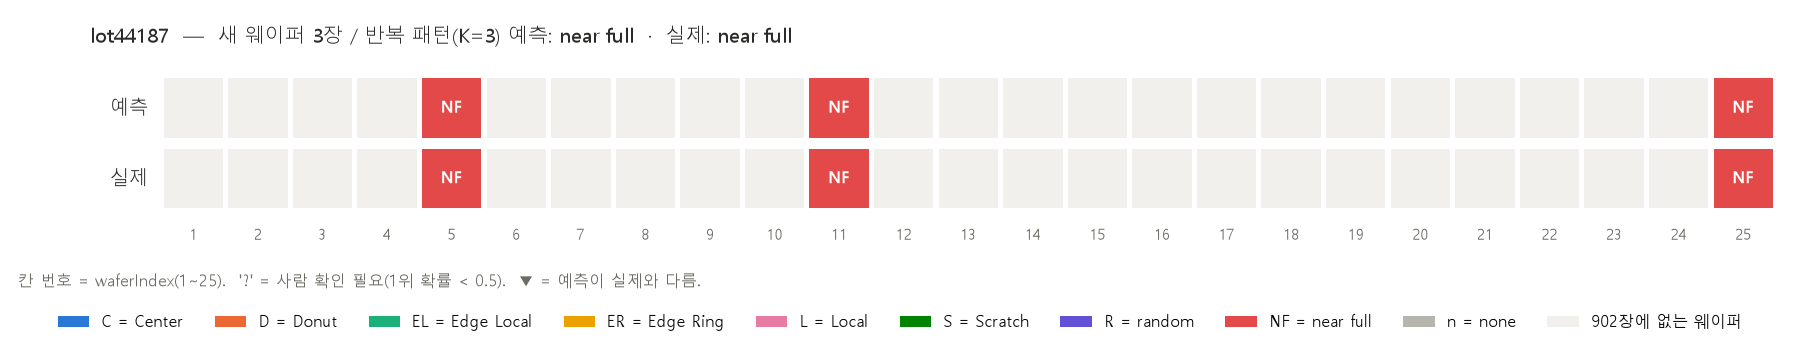 lot44187 — 새 웨이퍼 3장 / 반복 패턴(K=3) 예측: near full · 실제: near full
예측 NF NF NF
실제 NF NF NF
1 2 3 4 5 6 7 8 9 10 11 12 13 14 15 16 17 18 19 20 21 22 23 24 25
칸 번호 = waferIndex(1~25). '?' = 사람 확인 필요(1위 확률 < 0.5). ▼ = 예측이 실제와 다름.
C = Center D = Donut EL = Edge Local ER = Edge Ring L = Local S = Scratch R = random NF = near full n = none 902장에 없는 웨이퍼